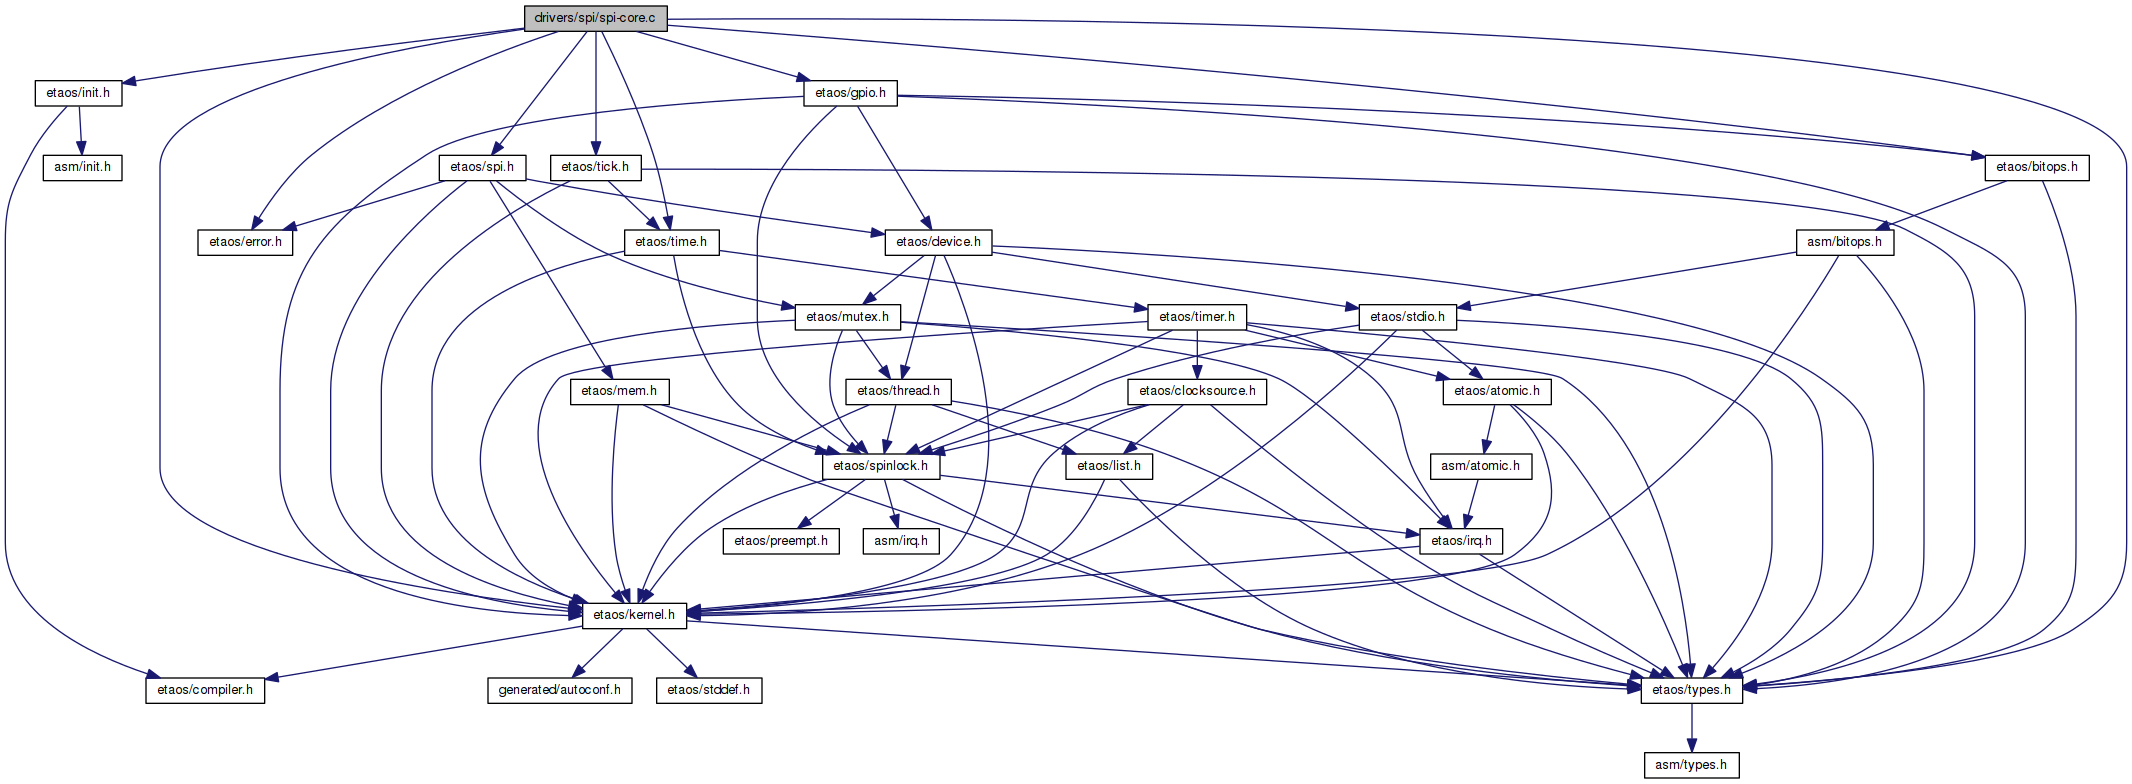 drivers/spi/spi-core.c
etaos/init.h
etaos/gpio.h
asm/init.h
etaos/spi.h
etaos/tick.h
etaos/bitops.h
etaos/error.h
etaos/time.h
etaos/device.h
asm/bitops.h
etaos/mutex.h
etaos/timer.h
etaos/stdio.h
etaos/mem.h
etaos/thread.h
etaos/clocksource.h
etaos/atomic.h
etaos/spinlock.h
etaos/list.h
asm/atomic.h
etaos/preempt.h
asm/irq.h
etaos/irq.h
etaos/kernel.h
etaos/compiler.h
generated/autoconf.h
etaos/stddef.h
etaos/types.h
asm/types.h